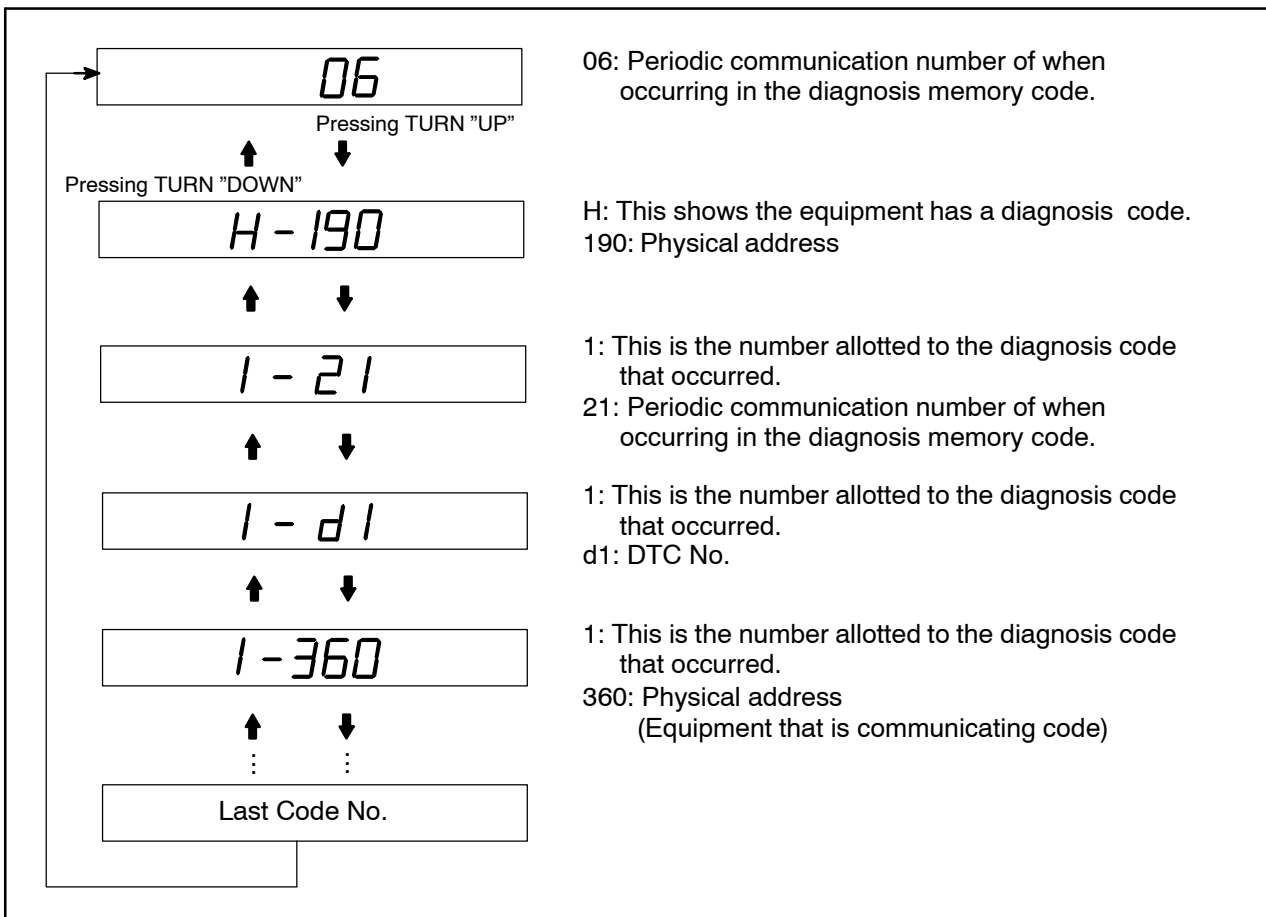 06
06: Periodic communication number of when
occurring in the diagnosis memory code.
Pressing TURN ”UP”
Pressing TURN ”DOWN”
H-190
H: This shows the equipment has a diagnosis code.
190: Physical address
1-21
1: This is the number allotted to the diagnosis code
that occurred.
21: Periodic communication number of when
occurring in the diagnosis memory code.
1-d1
1: This is the number allotted to the diagnosis code
that occurred.
d1: DTC No.
1-360
1: This is the number allotted to the diagnosis code
that occurred.
360: Physical address
(Equipment that is communicating code)
Last Code No.